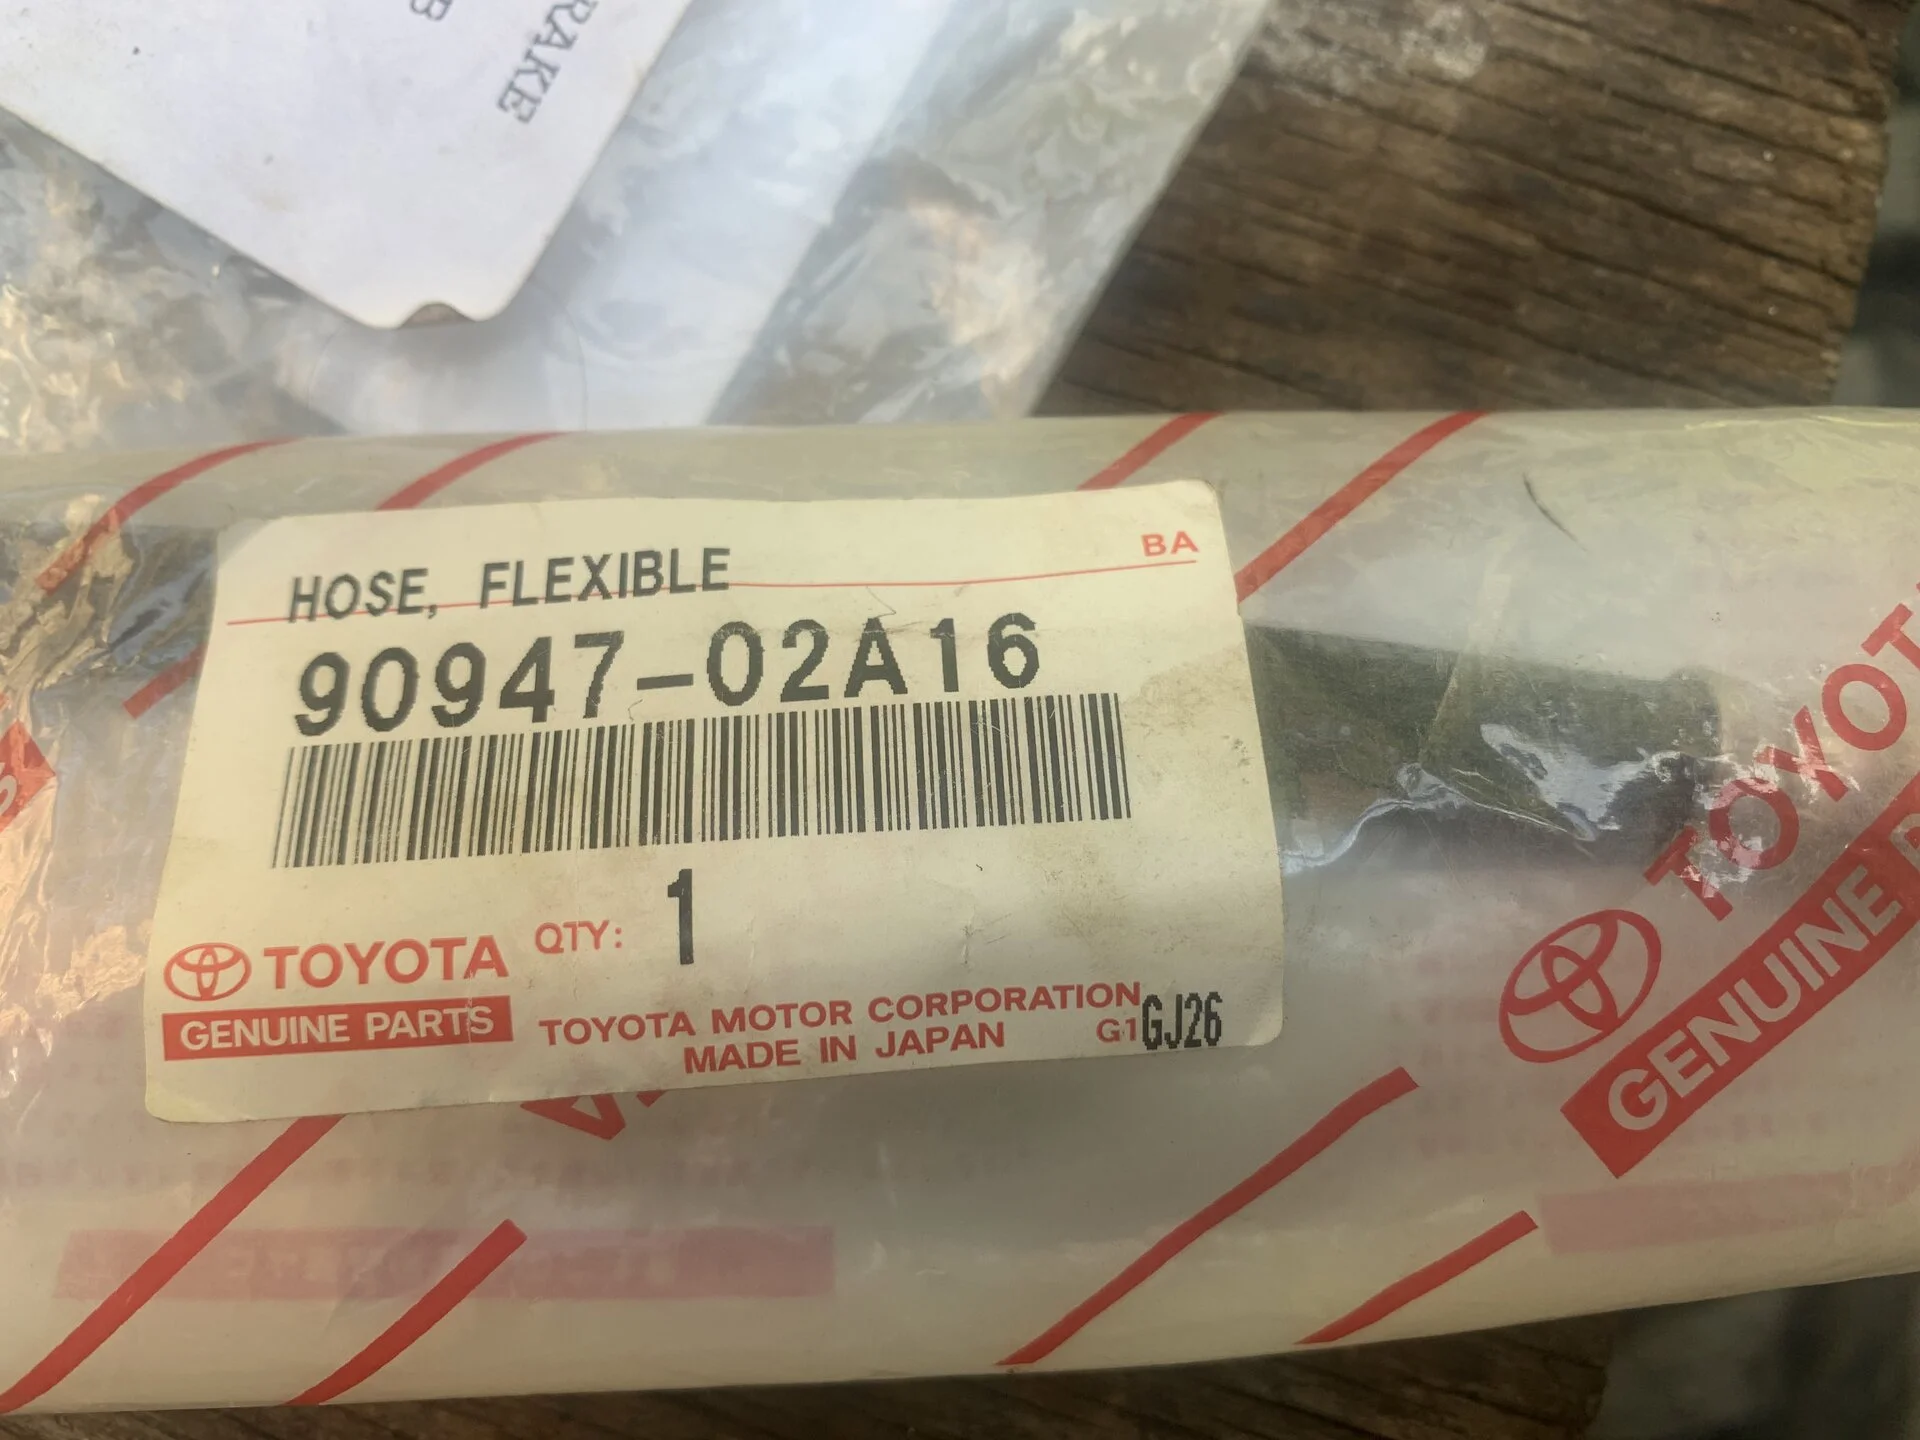 RAKE
B
BA
HOSE, FLEXIBLE
90947-02A16
1
QTY:
TOYOTA
GENUINE PARTS
TOYOTA MOTOR CORPORATION
MADE IN JAPAN
G1
GJ26
TOYOT
GENUINE